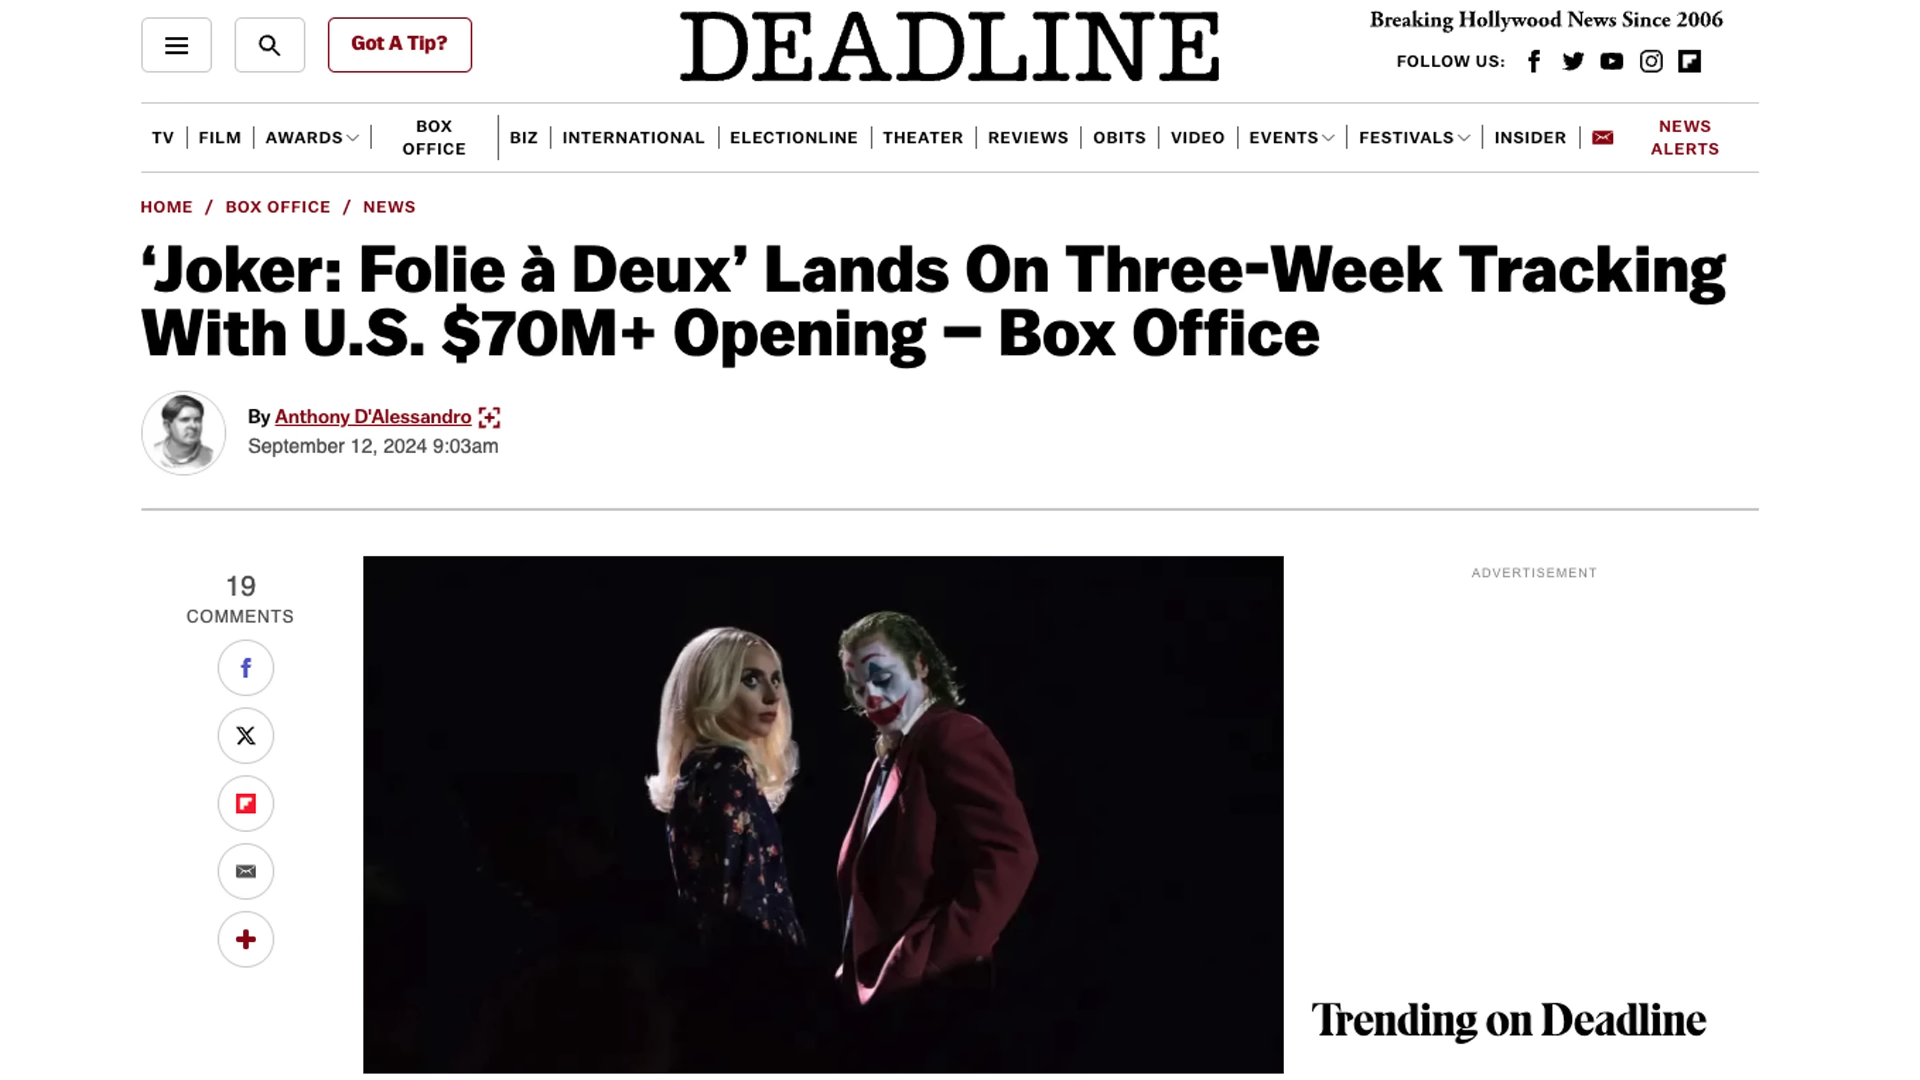 Got A Tip?
DEADLINE
Breaking Hollywood News Since 2006
FOLLOW US:
TV
FILM
AWARDS
BOX
OFFICE
BIZ
INTERNATIONAL
ELECTIONLINE
THEATER
REVIEWS
OBITS
VIDEO
EVENTS
FESTIVALS
INSIDER
NEWS
ALERTS
HOME / BOX OFFICE / NEWS
‘Joker: Folie à Deux’ Lands On Three-Week Tracking
With U.S. $70M+ Opening – Box Office
By Anthony D'Alessandro
September 12, 2024 9:03am
19
COMMENTS
ADVERTISEMENT
Trending on Deadline